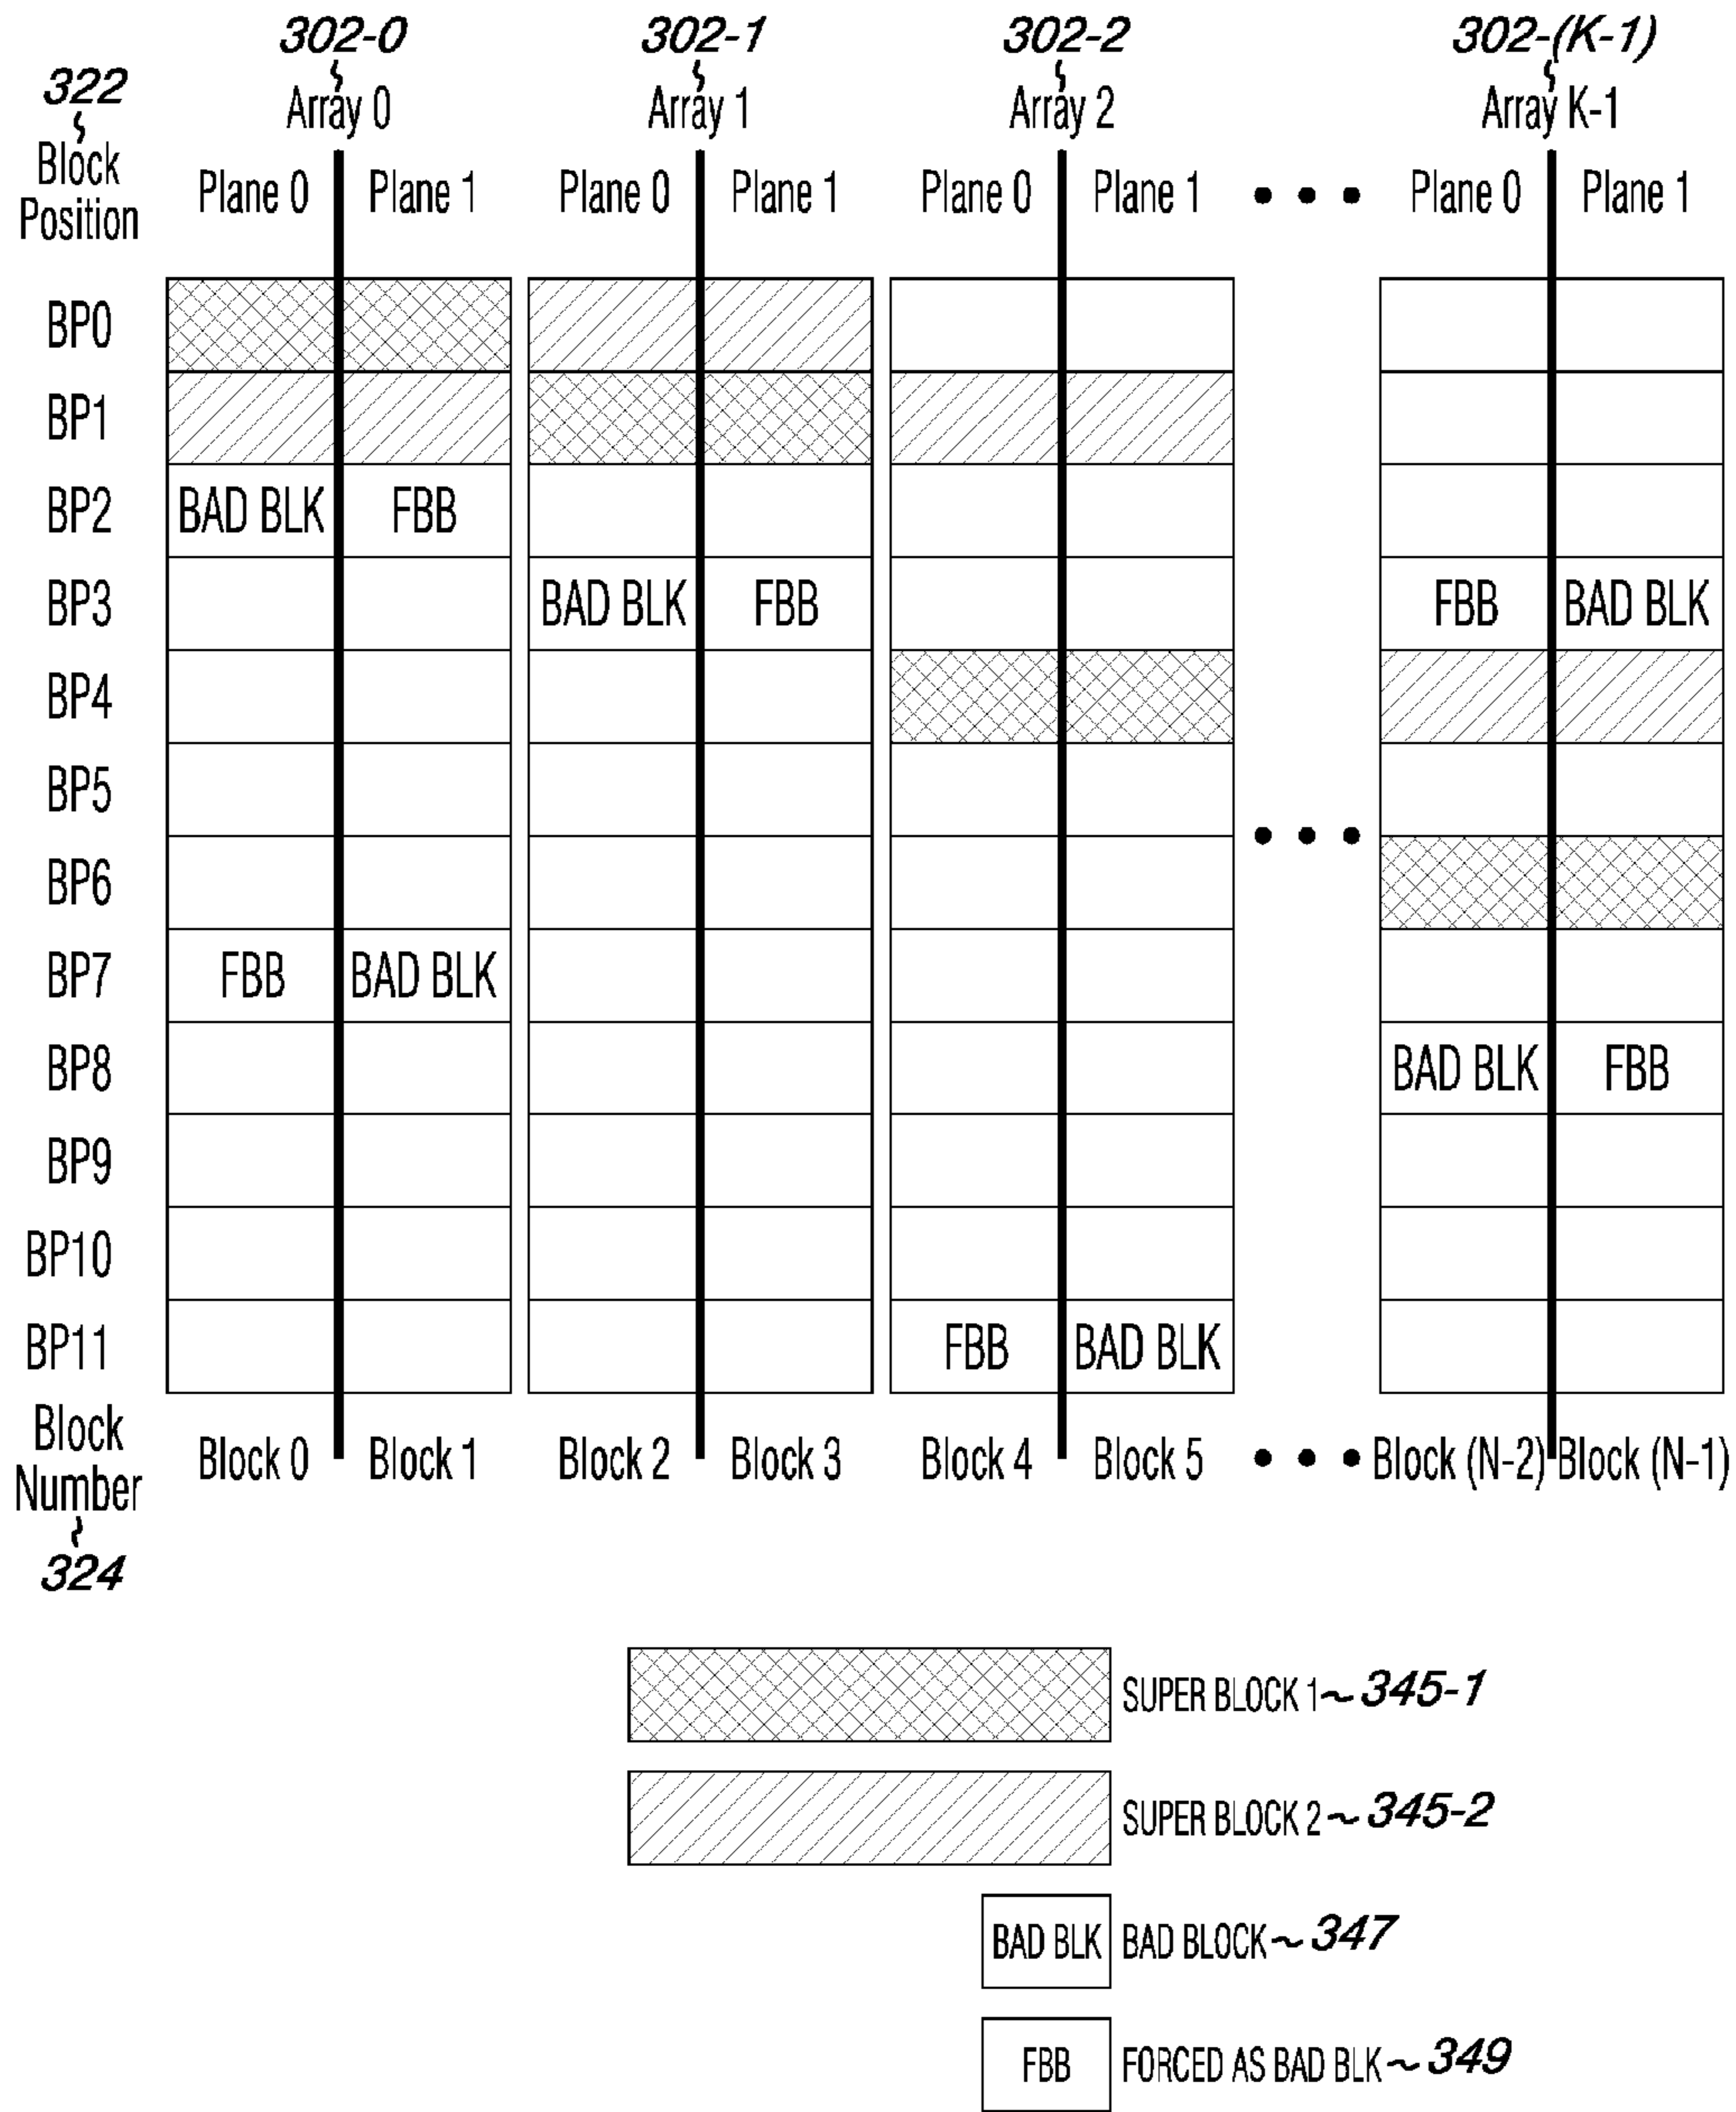 302-0 302-1 302-2 302-(K-1)
322 Array 0 Array 1 Array 2 Array K-1
Block
Position Plane 0 Plane 1 Plane 0 Plane 1 Plane 0 Plane 1 • • • Plane 0 Plane 1
BP0
BP1
BP2 BAD BLK FBB
BP3 BAD BLK FBB FBB BAD BLK
BP4
BP5
• • •
BP6
BP7 FBB BAD BLK
BP8 BAD BLK FBB
BP9
BP10
BP11 FBB BAD BLK
Block
Number Block 0 Block 1 Block 2 Block 3 Block 4 Block 5 • • • Block (N-2) Block (N-1)
324
SUPER BLOCK 1~345-1
SUPER BLOCK 2~345-2
BAD BLK BAD BLOCK~347
FBB FORCED AS BAD BLK~349